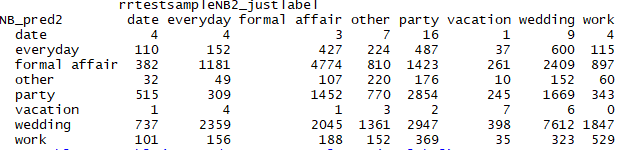 rrtestsampleNB2_justlabel
NB_pred2 date everyday formal affair other party vacation wedding work
date 4 4 3 7 16 1 9 4
everyday 110 152 427 224 487 37 600 115
formal affair 382 1181 4774 810 1423 261 2409 897
other 32 49 107 220 176 10 152 60
party 515 309 1452 770 2854 245 1669 343
vacation 1 4 1 3 2 7 6 0
wedding 737 2359 2045 1361 2947 398 7612 1847
work 101 156 188 152 369 35 323 529